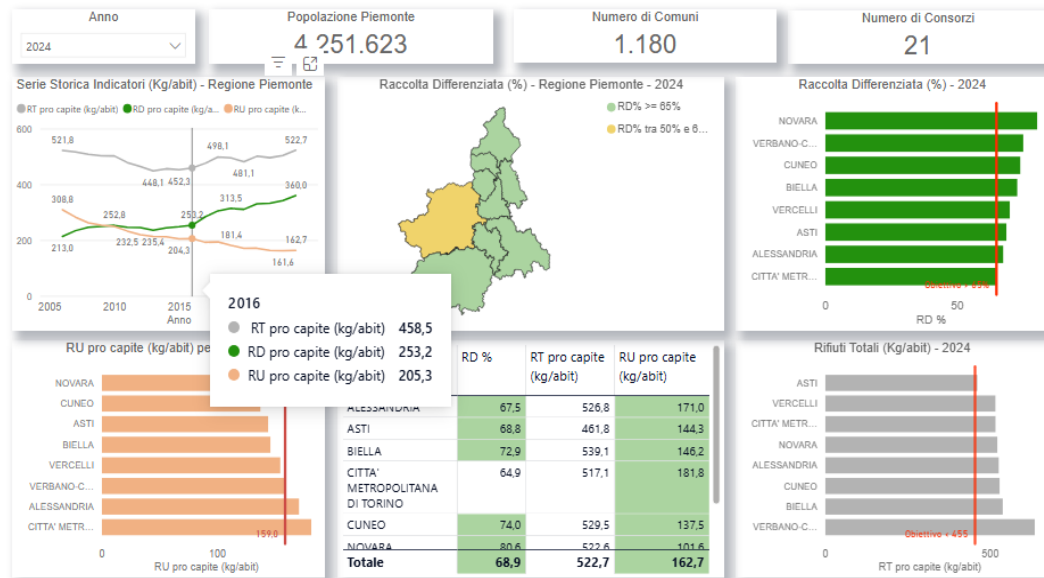 Anno
2024
Popolazione Piemonte
4.251.623
Numero di Comuni
1.180
Numero di Consorzi
21
Serie Storica Indicatori (Kg/abit) - Regione Piemonte
RT pro capite (kg/abit) RD pro capite (kg/a... RU pro capite (k...
600
400
200
0
521,8
448,1
452,3
498,1
481,1
522,7
308,8
213,0
252,8
232,5
235,4
253,2
204,3
313,5
181,4
360,0
162,7
161,6
2005
2010
2015
Anno
2016
RT pro capite (kg/abit) 458,5
RD pro capite (kg/abit) 253,2
RU pro capite (kg/abit) 205,3
Raccolta Differenziata (%) - Regione Piemonte - 2024
RD% >= 65%
RD% tra 50% e 6...
Raccolta Differenziata (%) - 2024
NOVARA
VERBANO-C...
CUNEO
BIELLA
VERCELLI
ASTI
ALESSANDRIA
CITTA' METR...
0
50
RD %
RU pro capite (kg/abit) pe
NOVARA
CUNEO
ASTI
BIELLA
VERCELLI
VERBANO-C...
ALESSANDRIA
CITTA' METR...
159,0
0
100
RU pro capite (kg/abit)
RD % RT pro capite (kg/abit) RU pro capite (kg/abit)
ALESSANDRIA 67,5 526,8 171,0
ASTI 68,8 461,8 144,3
BIELLA 72,9 539,1 146,2
CITTA' METROPOLITANA DI TORINO 64,9 517,1 181,8
CUNEO 74,0 529,5 137,5
NOVARA 80,6 522,6 101,6
Totale 68,9 522,7 162,7
Rifiuti Totali (Kg/abit) - 2024
ASTI
VERCELLI
CITTA' METR...
NOVARA
ALESSANDRIA
CUNEO
BIELLA
VERBANO-C...
Obiettivo < 455
0
500
RT pro capite (kg/abit)